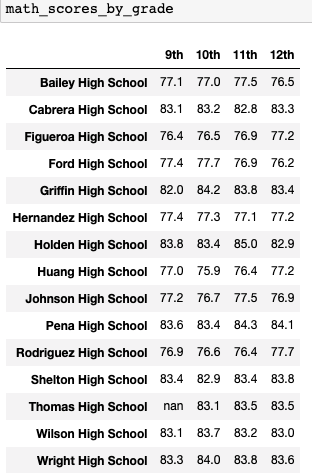 math_scores_by_grade
9th 10th 11th 12th
Bailey High School 77.1 77.0 77.5 76.5
Cabrera High School 83.1 83.2 82.8 83.3
Figueroa High School 76.4 76.5 76.9 77.2
Ford High School 77.4 77.7 76.9 76.2
Griffin High School 82.0 84.2 83.8 83.4
Hernandez High School 77.4 77.3 77.1 77.2
Holden High School 83.8 83.4 85.0 82.9
Huang High School 77.0 75.9 76.4 77.2
Johnson High School 77.2 76.7 77.5 76.9
Pena High School 83.6 83.4 84.3 84.1
Rodriguez High School 76.9 76.6 76.4 77.7
Shelton High School 83.4 82.9 83.4 83.8
Thomas High School nan 83.1 83.5 83.5
Wilson High School 83.1 83.7 83.2 83.0
Wright High School 83.3 84.0 83.8 83.6